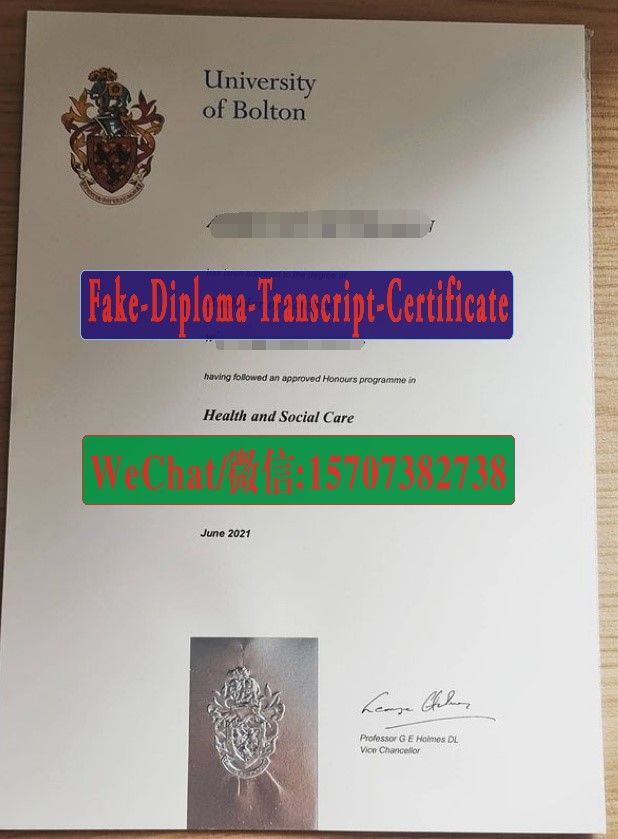 University
of Bolton
Fake-Diploma-Transcript-Certificate
having followed an approved Honours programme in
Health and Social Care
WeChat/微信:15707382738
June 2021
Professor G E Holmes DL
Vice Chancellor